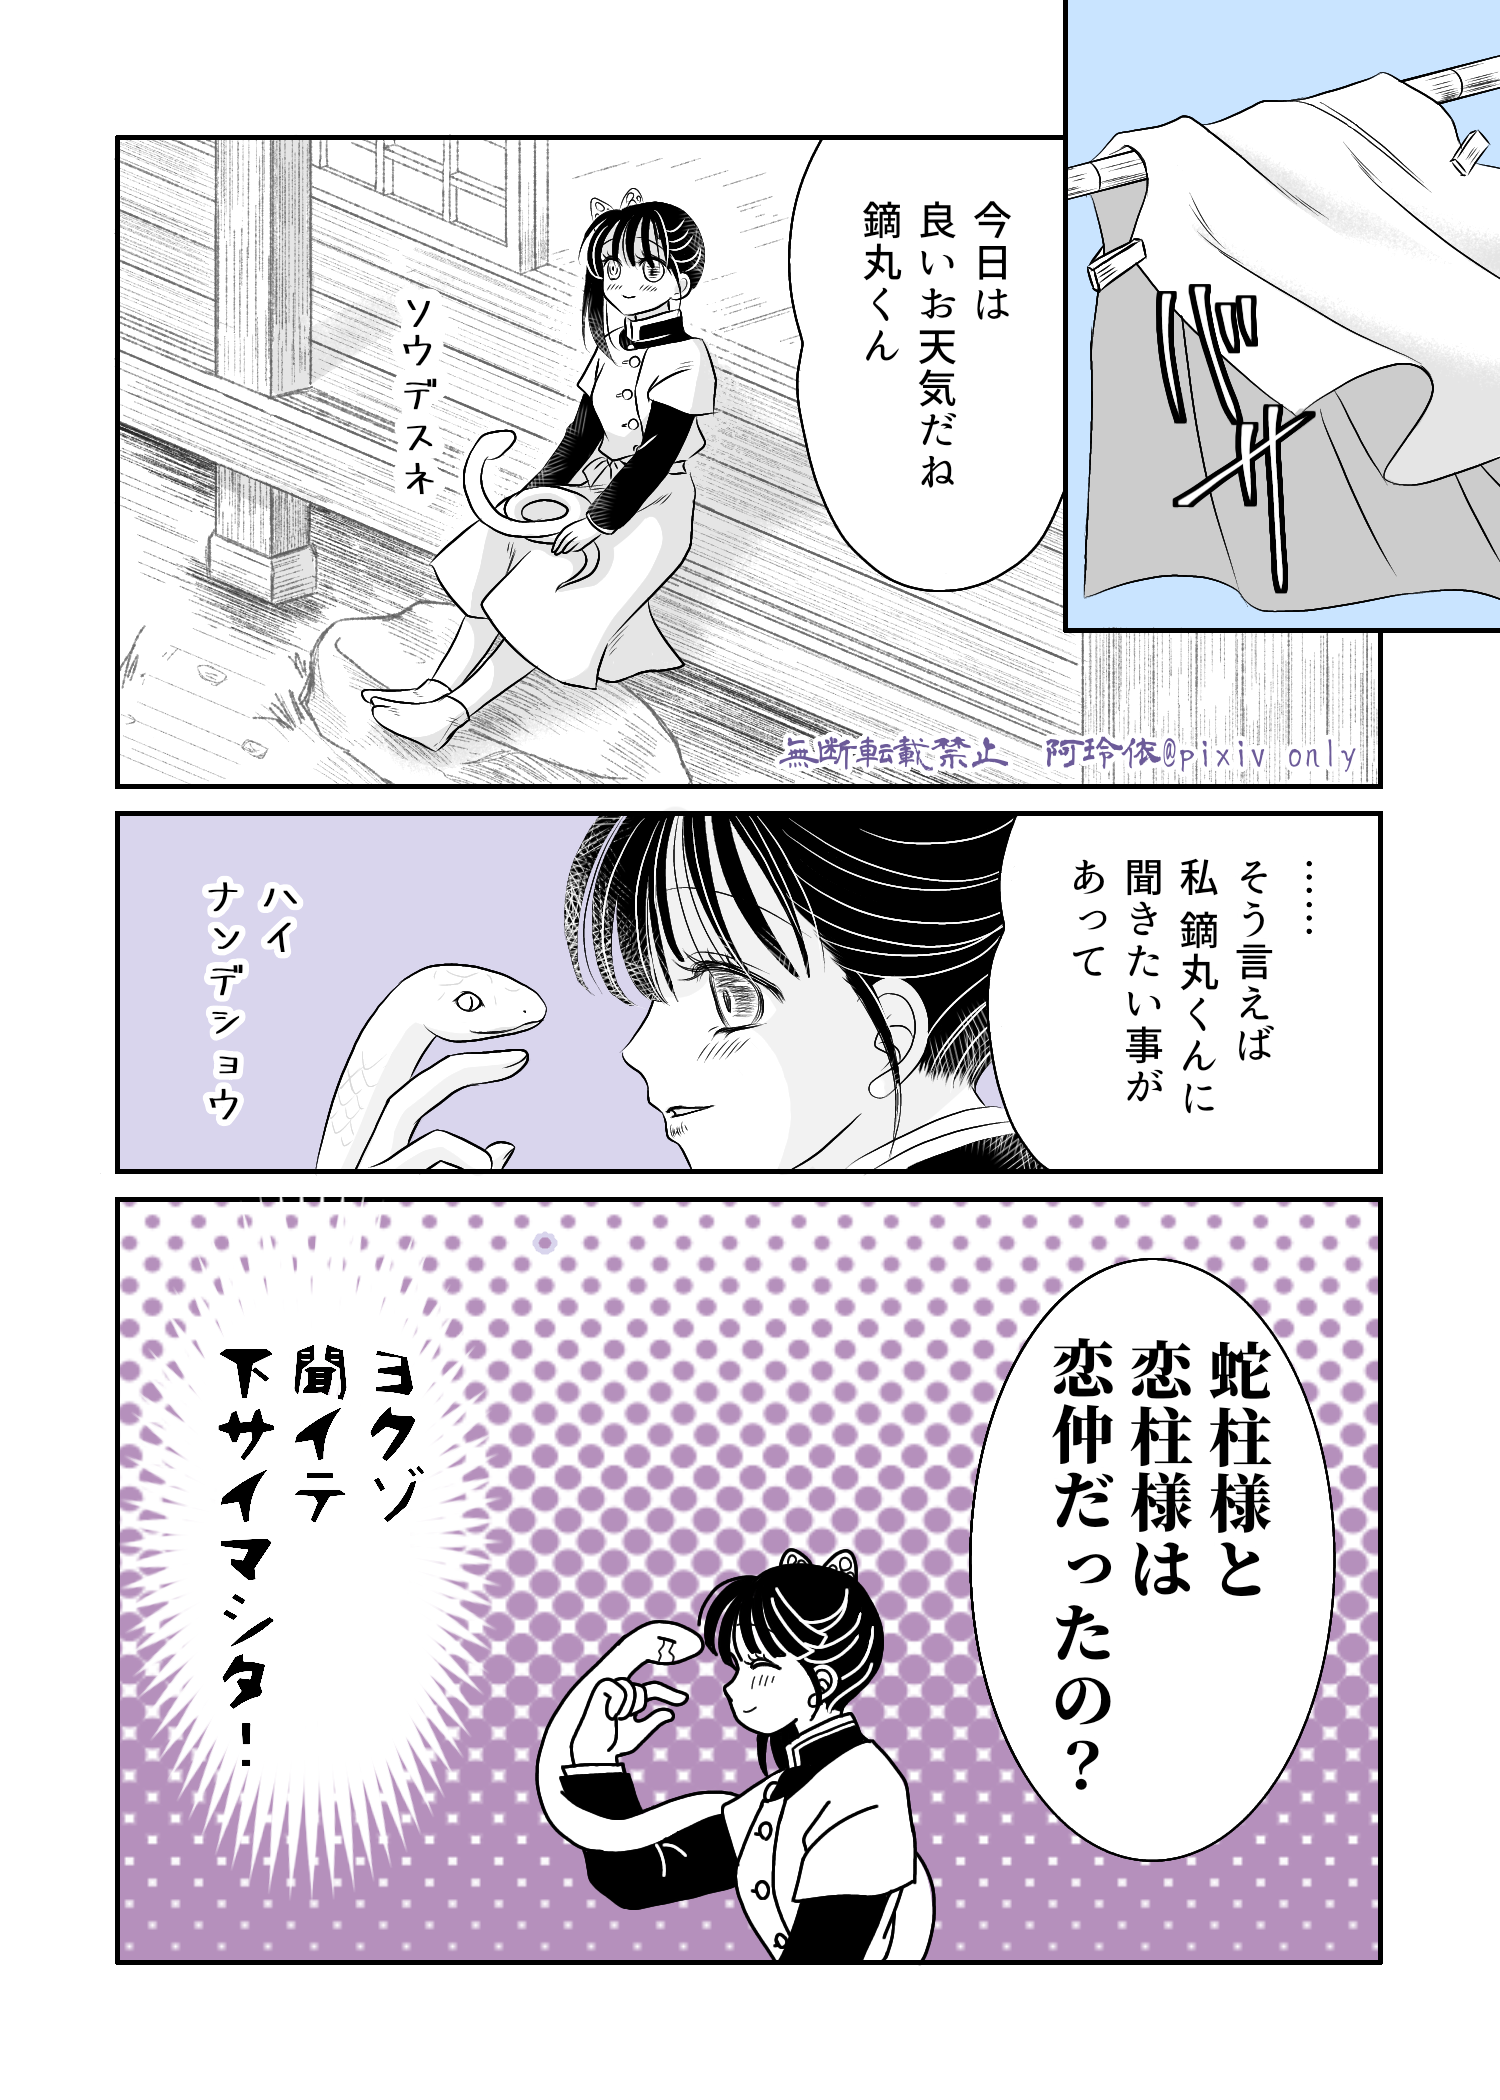 今日は
良いお天気だね
鏑丸くん
ソウデスネ
無断転載禁止　阿玲依@pixiv only
……
そう言えば
私 鏑丸くんに
聞きたい事が
あって
ハイ
ナンデショウ
蛇柱様と
恋柱様は
恋仲だったの？
ヨクゾ
聞イテ
下サイマシタ！